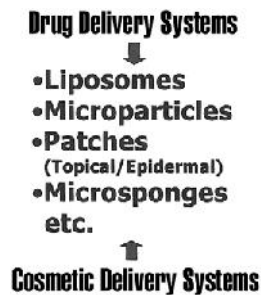 Drug Delivery Systems
•Liposomes
•Microparticles
•Patches
(Topical/Epidermal)
•Microsponges
etc.
Cosmetic Delivery Systems